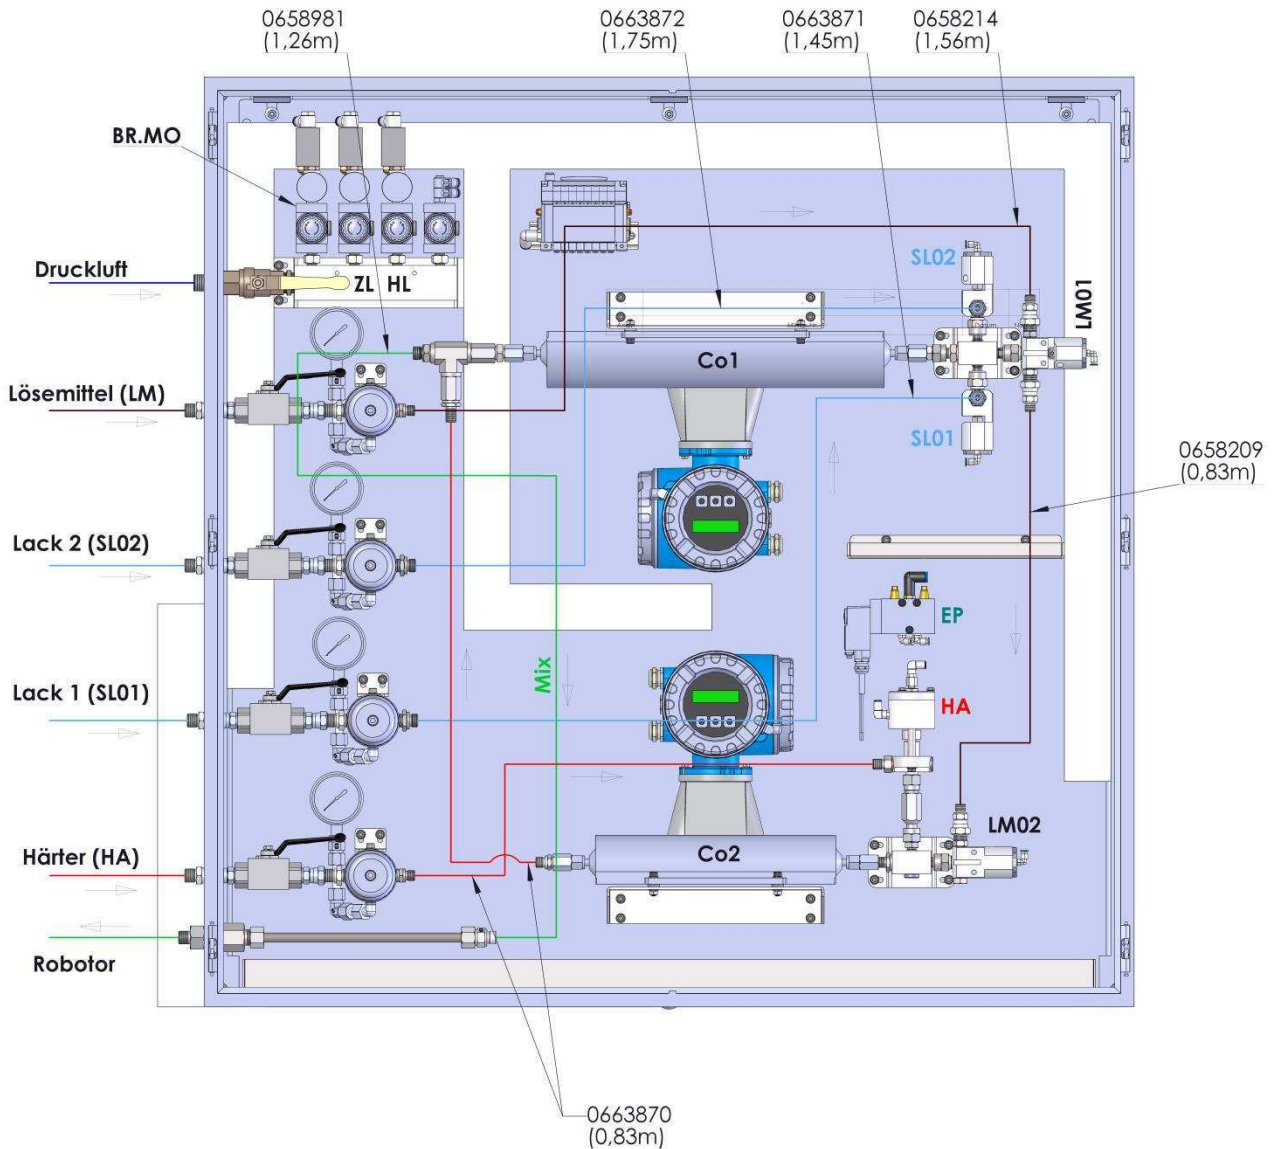 0658981
(1,26m)
0663872
(1,75m)
0663871
(1,45m)
0658214
(1,56m)
BR.MO
Druckluft
ZL HL
SL02
LM01
Co1
Lösemittel (LM)
SL01
0658209
(0,83m)
Lack 2 (SL02)
EP
Mix
Lack 1 (SL01)
HA
LM02
Härter (HA)
Co2
Robotor
0663870
(0,83m)